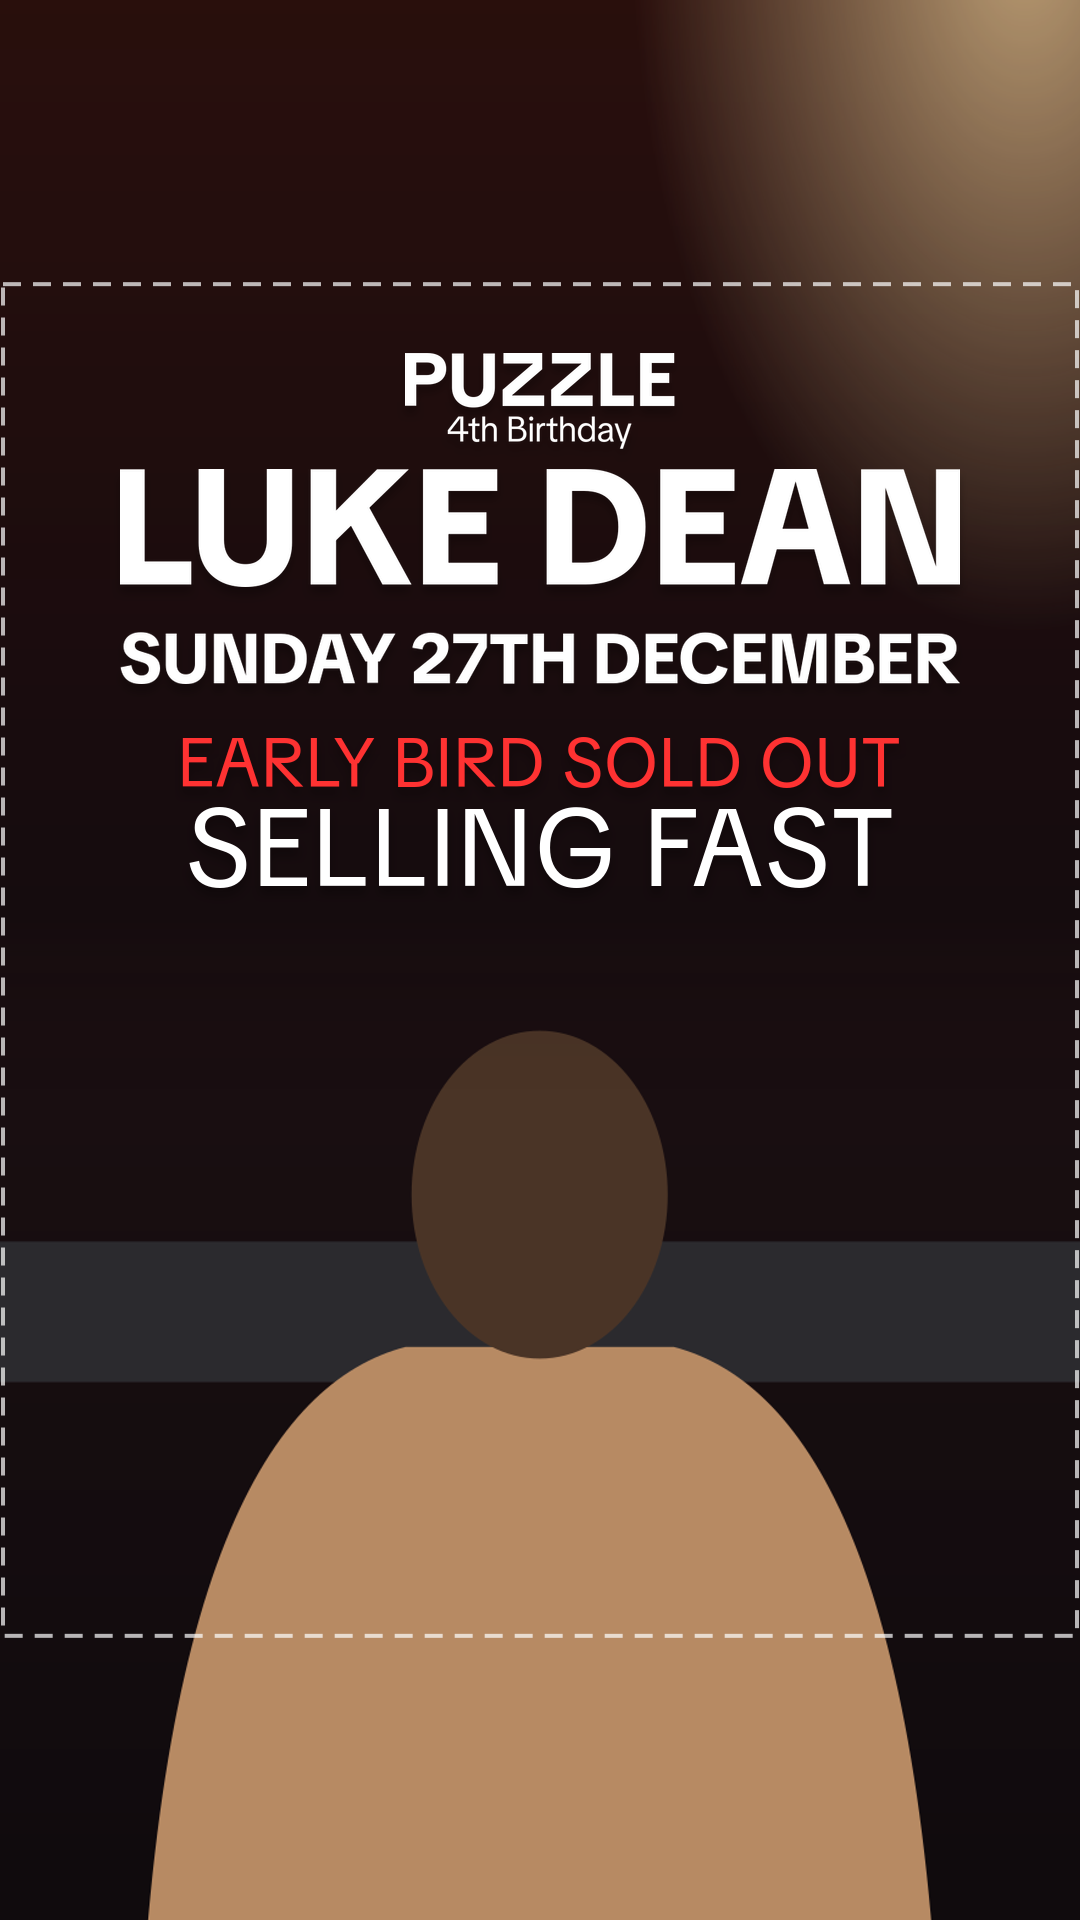 PUZZLE
4th Birthday
LUKE DEAN
SUNDAY 27TH DECEMBER
EARLY BIRD SOLD OUT
SELLING FAST